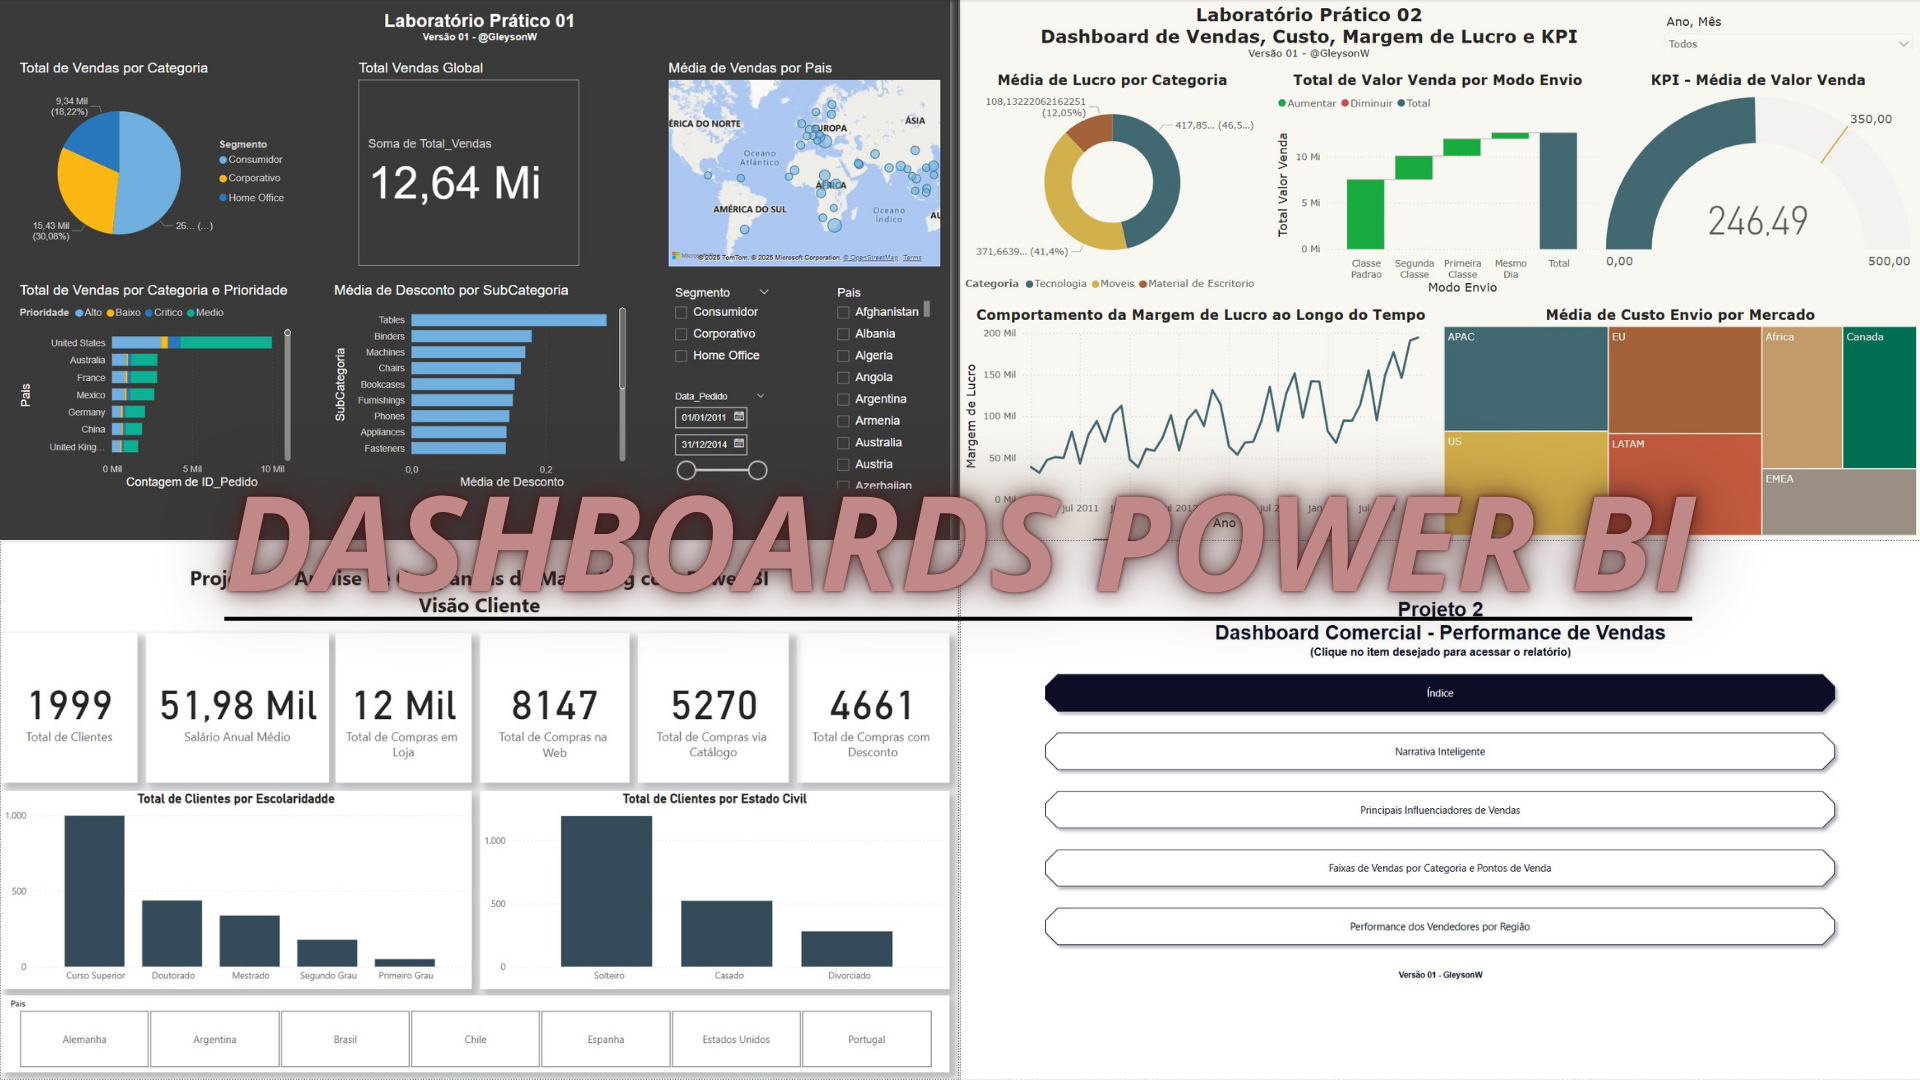 Laboratório Prático 01
Versão 01 - @GleysonW
Total de Vendas por Categoria
9,34 Mil
(18,22%)
15,43 Mil
(30,08%)
26... (...)
Segmento
Consumidor
Corporativo
Home Office
Total Vendas Global
Soma de Total_Vendas
12,64 Mi
Média de Vendas por Pais
ÉRICA DO NORTE
EUROPA
ÁSIA
Oceano
Atlântico
ÁFRICA
AMÉRICA DO SUL
Oceano
Índico
AU
© 2025 TomTom, © 2025 Microsoft Corporation, © OpenStreetMap Terms
Total de Vendas por Categoria e Prioridade
Prioridade Alto Baixo Critico Medio
Pais
United States
Australia
France
Mexico
Germany
China
United King...
0 Mil 5 Mil 10 Mil
Contagem de ID_Pedido
Média de Desconto por SubCategoria
SubCategoria
Tables
Binders
Machines
Chairs
Bookcases
Furnishings
Phones
Appliances
Fasteners
0,0 0,2
Média de Desconto
Segmento
Consumidor
Corporativo
Home Office
Data_Pedido
01/01/2011
31/12/2014
Pais
Afghanistan
Albania
Algeria
Angola
Argentina
Armenia
Australia
Austria
Azerbaijan
Laboratório Prático 02
Dashboard de Vendas, Custo, Margem de Lucro e KPI
Versão 01 - @GleysonW
Ano, Mês
Todos
Média de Lucro por Categoria
108,13222062162251
(12,05%)
417,85... (46,5...)
371,6639... (41,4%)
Categoria Tecnologia Moveis Material de Escritorio
Total de Valor Venda por Modo Envio
Aumentar Diminuir Total
Total Valor Venda
10 Mi
5 Mi
0 Mi
Classe Padrao
Segunda Classe
Primeira Classe
Mesmo Dia
Total
Modo Envio
KPI - Média de Valor Venda
350,00
246,49
0,00
500,00
Comportamento da Margem de Lucro ao Longo do Tempo
Margem de Lucro
200 Mil
150 Mil
100 Mil
50 Mil
0 Mil
jul 2011
Ano
Média de Custo Envio por Mercado
APAC
EU
Africa
Canada
US
LATAM
EMEA
DASHBOARDS POWER BI
Visão Cliente
1999
Total de Clientes
51,98 Mil
Salário Anual Médio
12 Mil
Total de Compras em
Loja
8147
Total de Compras na
Web
5270
Total de Compras via
Catálogo
4661
Total de Compras com
Desconto
Total de Clientes por Escolaridadde
1.000
500
0
Curso Superior Doutorado Mestrado Segundo Grau Primeiro Grau
Total de Clientes por Estado Civil
1.000
500
0
Solteiro Casado Divorciado
Pais
Alemanha Argentina Brasil Chile Espanha Estados Unidos Portugal
Projeto 2
Dashboard Comercial - Performance de Vendas
(Clique no item desejado para acessar o relatório)
Índice
Narrativa Inteligente
Principais Influenciadores de Vendas
Faixas de Vendas por Categoria e Pontos de Venda
Performance dos Vendedores por Região
Versão 01 - GleysonW